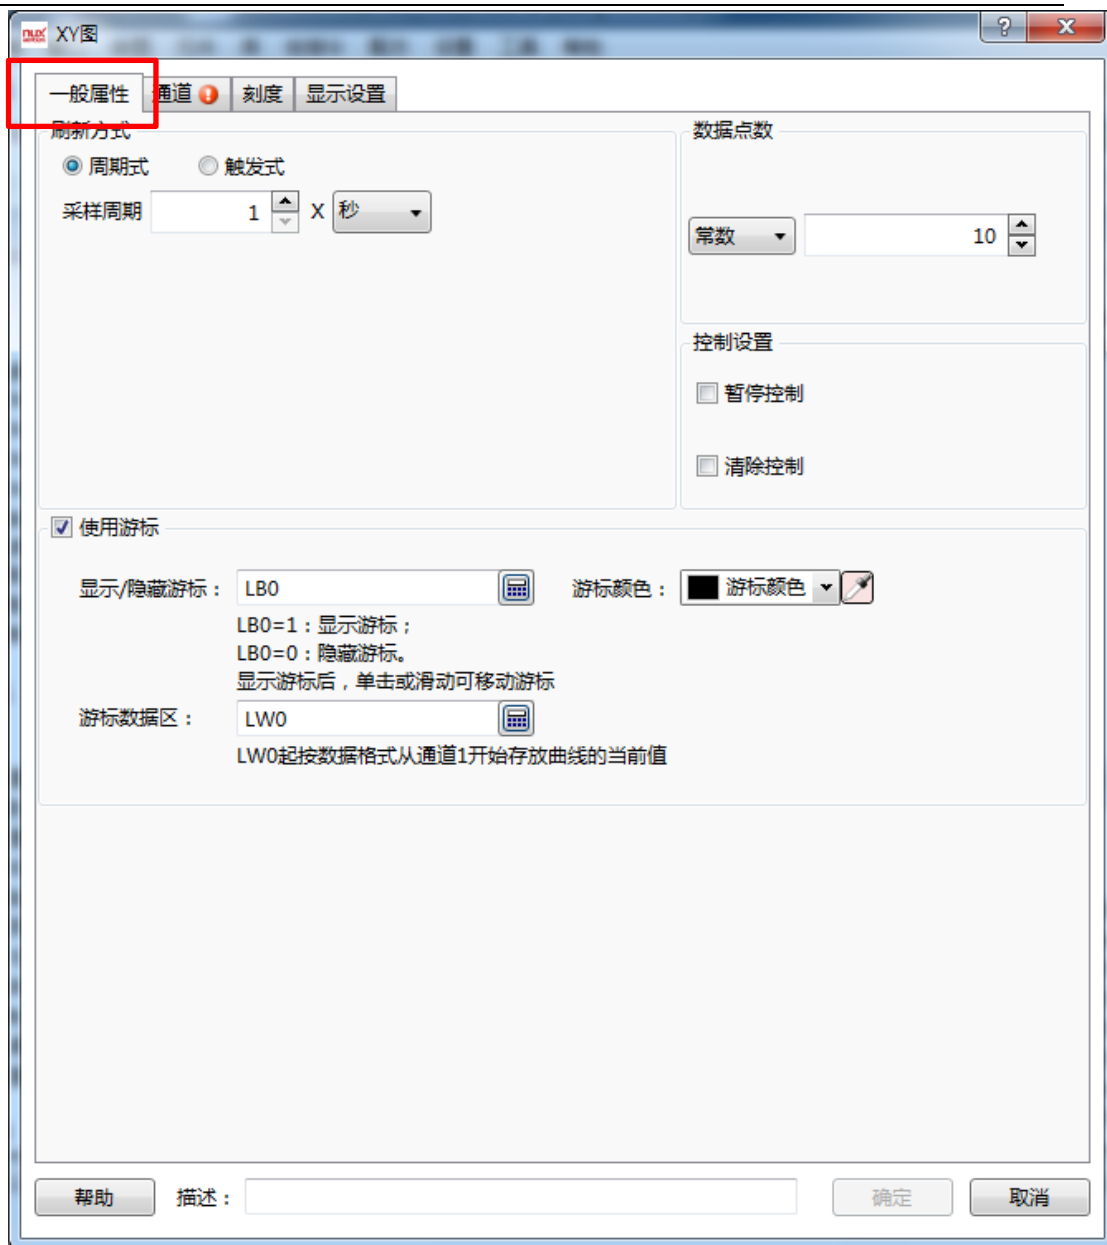 XY图
一般属性 通道 刻度 显示设置
刷新方式
周期式 触发式
采样周期 1 X 秒
数据点数
常数 10
控制设置
暂停控制
清除控制
使用游标
显示/隐藏游标： LB0 游标颜色： 游标颜色
LB0=1：显示游标；
LB0=0：隐藏游标。
显示游标后，单击或滑动可移动游标
游标数据区： LW0
LW0起按数据格式从通道1开始存放曲线的当前值
帮助 描述： 确定 取消